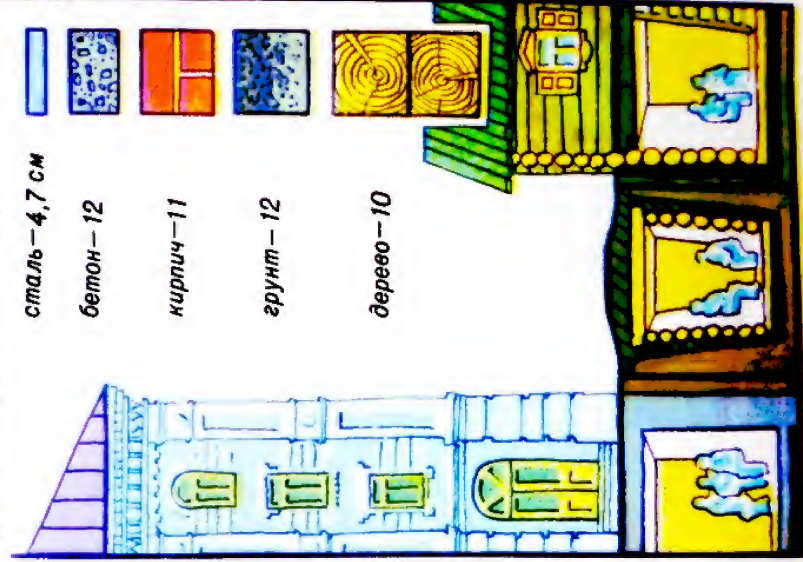 сталь–4,7 см
бетон–12
кирпич–11
грунт–12
дерево–10